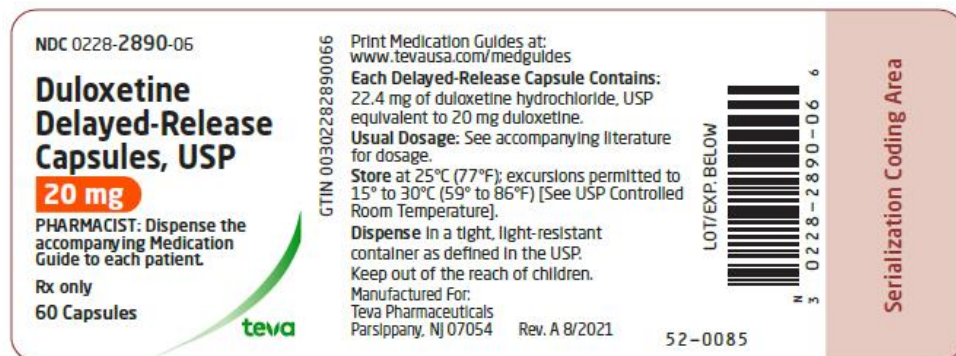 NDC 0228-2890-06
Duloxetine
Delayed-Release
Capsules, USP
20 mg
PHARMACIST: Dispense the
accompanying Medication
Guide to each patient.
Rx only
60 Capsules
teva
GTIN 00302282890066
Print Medication Guides at:
www.tevausa.com/medguides
Each Delayed-Release Capsule Contains:
22.4 mg of duloxetine hydrochloride, USP
equivalent to 20 mg duloxetine.
Usual Dosage: See accompanying literature
for dosage.
Store at 25°C (77°F); excursions permitted to
15° to 30°C (59° to 86°F) [See USP Controlled
Room Temperature].
Dispense in a tight, light-resistant
container as defined in the USP.
Keep out of the reach of children.
Manufactured For:
Teva Pharmaceuticals
Parsippany, NJ 07054 Rev. A 8/2021
LOT/EXP. BELOW
N
3 0228-2890-06 6
52-0085
Serialization Coding Area